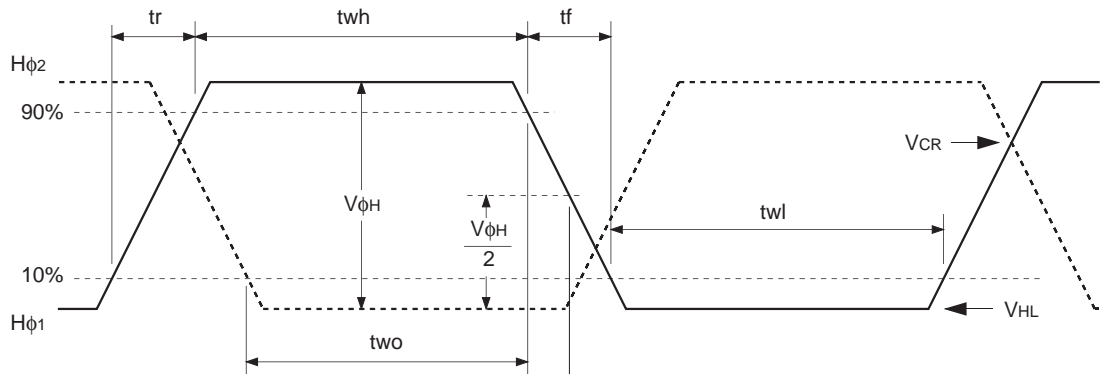 tr
twh
tf
Hϕ2
90%
VCR
VϕH
VϕH
2
twl
10%
Hϕ1
VHL
two